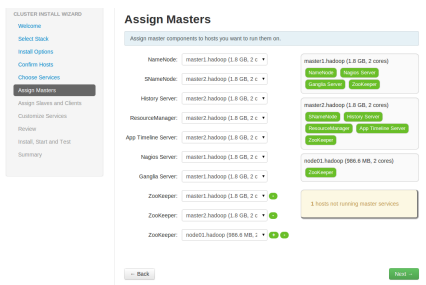 CLUSTER INSTALL WIZARD
Welcome
Select Stack
Install Options
Confirm Hosts
Choose Services
Assign Masters
Assign Slaves and Clients
Customize Services
Review
Install, Start and Test
Summary
Assign Masters
Assign master components to hosts you want to run them on.
NameNode: master1.hadoop (1.8 GB, 2 c
SNameNode: master2.hadoop (1.8 GB, 2 c
History Server: master2.hadoop (1.8 GB, 2 c
ResourceManager: master2.hadoop (1.8 GB, 2 c
App Timeline Server: master2.hadoop (1.8 GB, 2 c
Nagios Server: master1.hadoop (1.8 GB, 2 c
Ganglia Server: master1.hadoop (1.8 GB, 2 c
ZooKeeper: master1.hadoop (1.8 GB, 2 c
ZooKeeper: master2.hadoop (1.8 GB, 2 c
ZooKeeper: node01.hadoop (986.6 MB, 2
master1.hadoop (1.8 GB, 2 cores)
NameNode Nagios Server
Ganglia Server ZooKeeper
master2.hadoop (1.8 GB, 2 cores)
SNameNode History Server
ResourceManager App Timeline Server
ZooKeeper
node01.hadoop (986.6 MB, 2 cores)
ZooKeeper
1 hosts not running master services
← Back
Next →